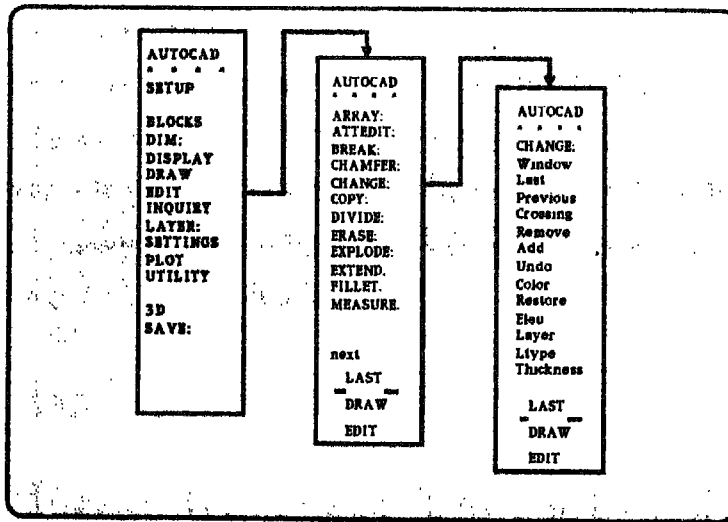 AUTOCAD
* * * *
SETUP
BLOCKS
DIM:
DISPLAY
DRAW
EDIT
INQUIRY
LAYER:
SETTINGS
PLOT
UTILITY
3D
SAVE:
AUTOCAD
* * * *
ARRAY:
ATTEDIT:
BREAK:
CHAMFER:
CHANGE:
COPY:
DIVIDE:
ERASE:
EXPLODE:
EXTEND.
FILLET.
MEASURE.
next
LAST
DRAW
EDIT
AUTOCAD
* * * *
CHANGE:
Window
Last
Previous
Crossing
Remove
Add
Undo
Color
Restore
Eleu
Layer
Ltype
Thickness
LAST
DRAW
EDIT